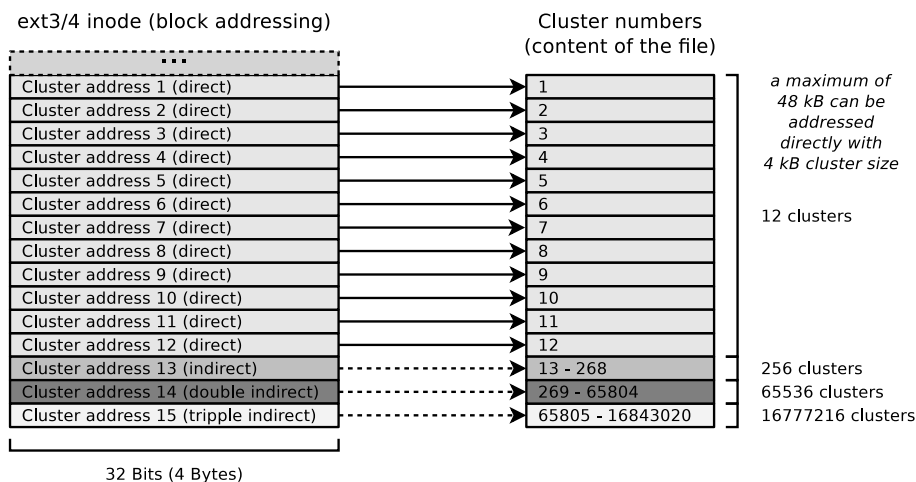 ext3/4 inode (block addressing)
Cluster numbers
(content of the file)
...
Cluster address 1 (direct)
1
Cluster address 2 (direct)
2
Cluster address 3 (direct)
3
Cluster address 4 (direct)
4
Cluster address 5 (direct)
5
Cluster address 6 (direct)
6
Cluster address 7 (direct)
7
Cluster address 8 (direct)
8
Cluster address 9 (direct)
9
Cluster address 10 (direct)
10
Cluster address 11 (direct)
11
Cluster address 12 (direct)
12
a maximum of
48 kB can be
addressed
directly with
4 kB cluster size
12 clusters
Cluster address 13 (indirect)
13 - 268
256 clusters
Cluster address 14 (double indirect)
269 - 65804
65536 clusters
Cluster address 15 (tripple indirect)
65805 - 16843020
16777216 clusters
32 Bits (4 Bytes)